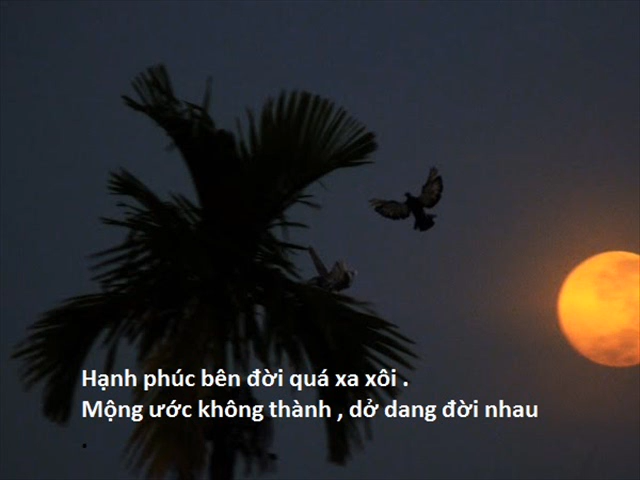 Hạnh phúc bên đời quá xa xôi .
Mộng ước không thành , dở dang đời nhau